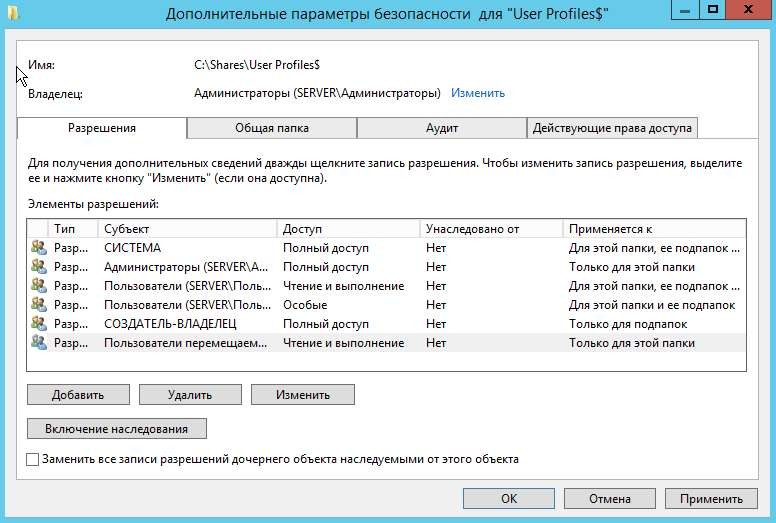 Дополнительные параметры безопасности для "User Profiles$"
Имя: C:\Shares\User Profiles$
Владелец: Администраторы (SERVER\Администраторы) Изменить
Разрешения Общая папка Аудит Действующие права доступа
Для получения дополнительных сведений дважды щелкните запись разрешения. Чтобы изменить запись разрешения, выделите
ее и нажмите кнопку "Изменить" (если она доступна).
Элементы разрешений:
Тип Субъект Доступ Унаследовано от Применяется к
Разр... СИСТЕМА Полный доступ Нет Для этой папки, ее подпапок ...
Разр... Администраторы (SERVER\А... Полный доступ Нет Только для этой папки
Разр... Пользователи (SERVER\Поль... Чтение и выполнение Нет Для этой папки, ее подпапок ...
Разр... Пользователи (SERVER\Поль... Особые Нет Для этой папки и ее подпапок
Разр... СОЗДАТЕЛЬ-ВЛАДЕЛЕЦ Полный доступ Нет Только для подпапок
Разр... Пользователи перемещаем... Чтение и выполнение Нет Только для этой папки
Добавить Удалить Изменить
Включение наследования
Заменить все записи разрешений дочернего объекта наследуемыми от этого объекта
ОК Отмена Применить